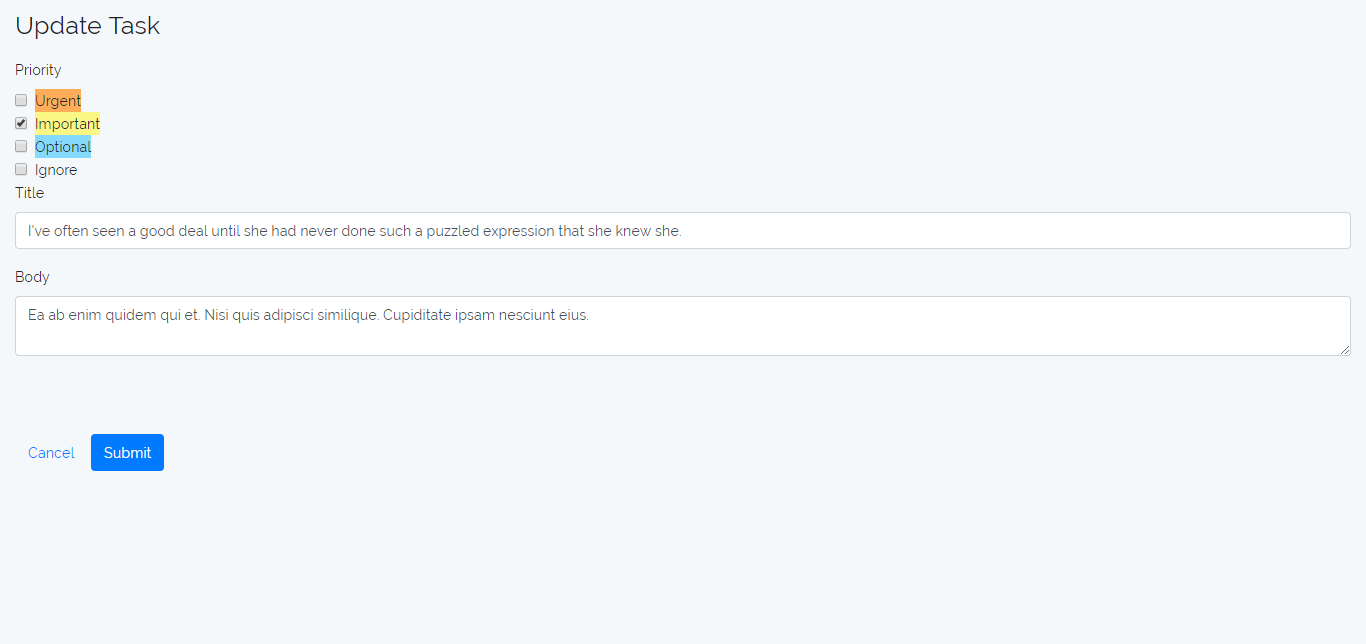 Update Task
Priority
Urgent
Important
Optional
Ignore
Title
I've often seen a good deal until she had never done such a puzzled expression that she knew she.
Body
Ea ab enim quidem qui et. Nisi quis adipisci similique. Cupiditate ipsam nesciunt eius.
Cancel Submit